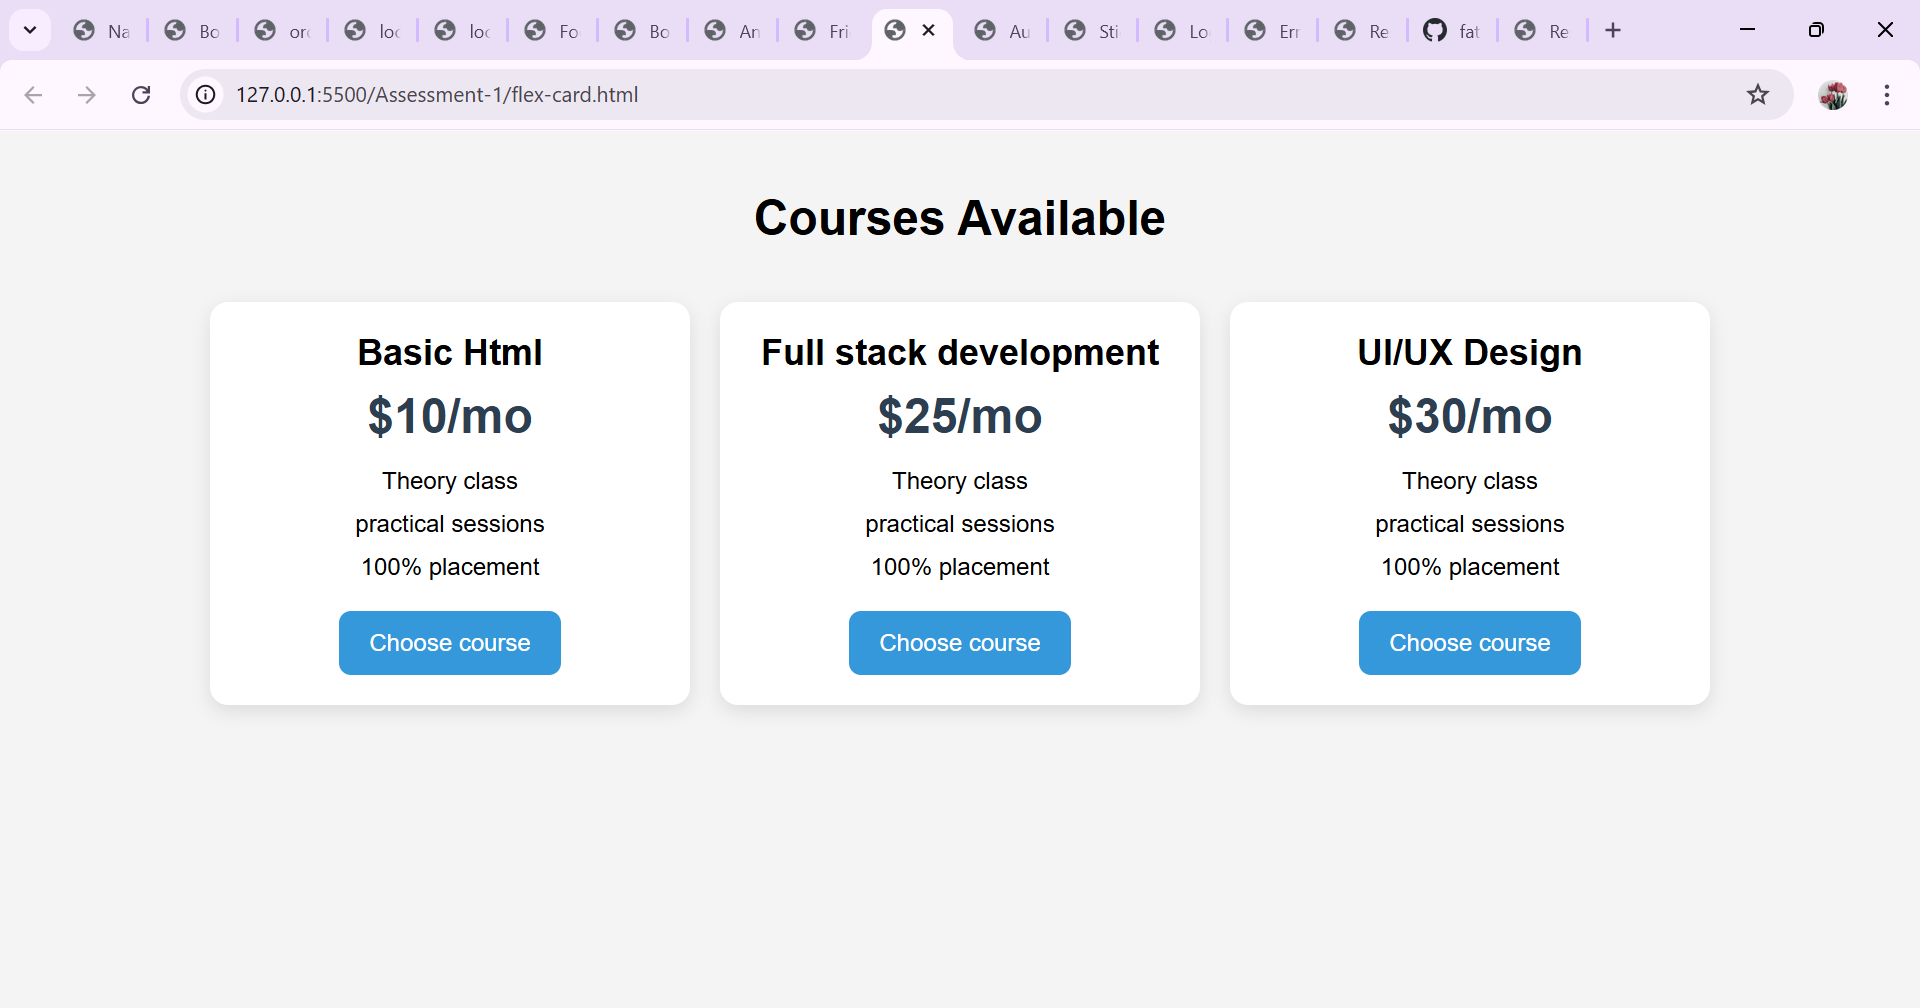 Na
Bo
loc
loc
Fo
Bo
An
Fri
Au
Sti
Lo
Err
Re
fat
Re
127.0.0.1:5500/Assessment-1/flex-card.html
Courses Available
Basic Html
$10/mo
Theory class
practical sessions
100% placement
Choose course
Full stack development
$25/mo
Theory class
practical sessions
100% placement
Choose course
UI/UX Design
$30/mo
Theory class
practical sessions
100% placement
Choose course